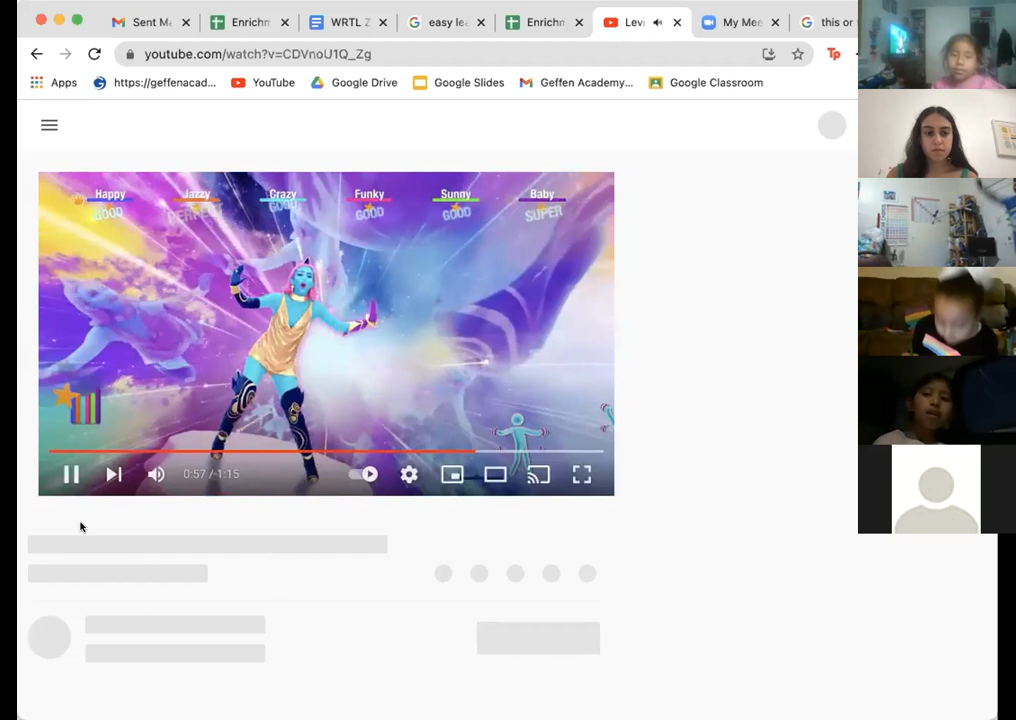 Sent M
Enrichn
WRTL Z
easy le
Enrichn
Levi
My Mee
this or
youtube.com/watch?v=CDVnoU1Q_Zg
Tp
Apps
https://geffenacad...
YouTube
Google Drive
Google Slides
Geffen Academy...
Google Classroom
Happy
Jazzy
Crazy
Funky
Sunny
Baby
GOOD
PERFECT
GOOD
GOOD
GOOD
SUPER
0:57 / 1:15